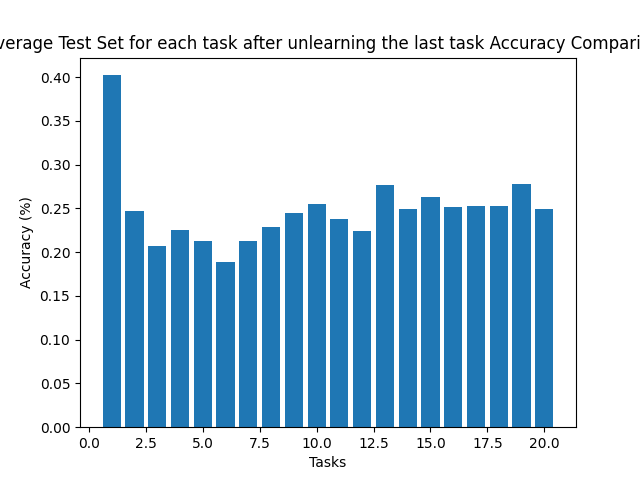 verage Test Set for each task after unlearning the last task Accuracy Compari
0.40
0.35
0.30
0.25
0.20
0.15
0.10
0.05
0.00
Accuracy (%)
0.0 2.5 5.0 7.5 10.0 12.5 15.0 17.5 20.0
Tasks